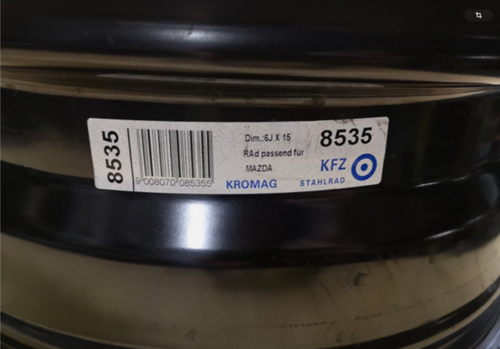 8535
9 008070 085355
Dim.:6J X 15
RAd passend für
MAZDA
KROMAG
8535
KFZ
STAHLRAD